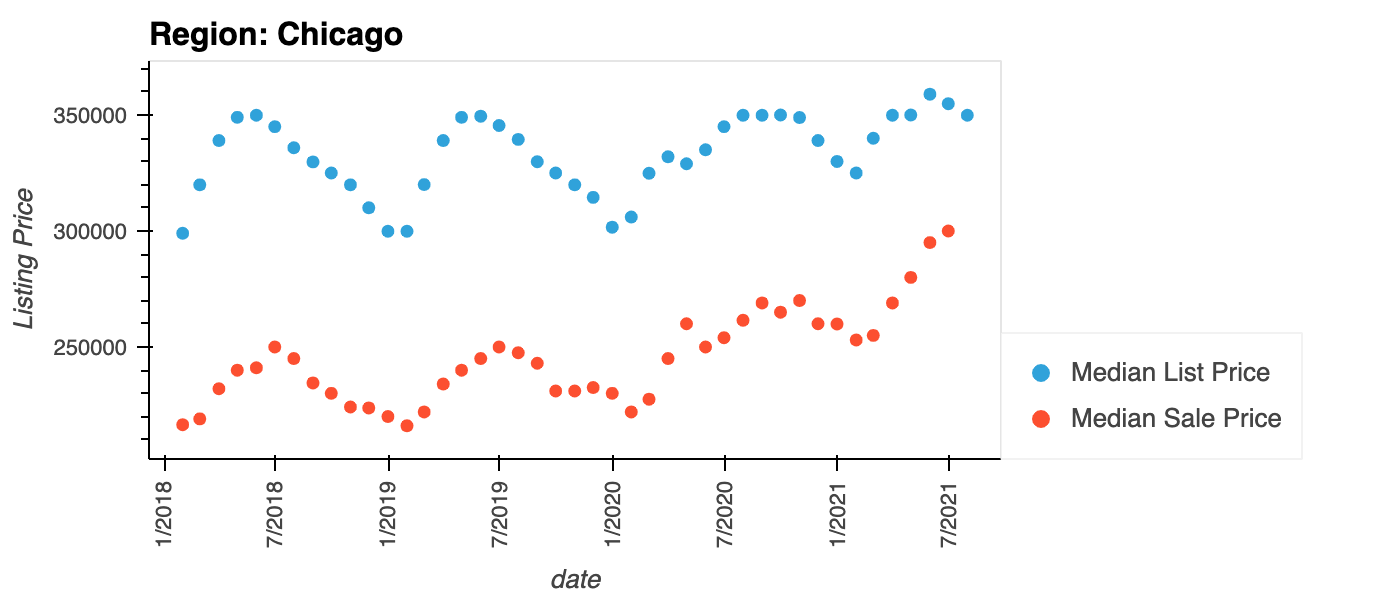 Region: Chicago
Listing Price
350000
300000
250000
1/2018
7/2018
1/2019
7/2019
1/2020
7/2020
1/2021
7/2021
date
Median List Price
Median Sale Price